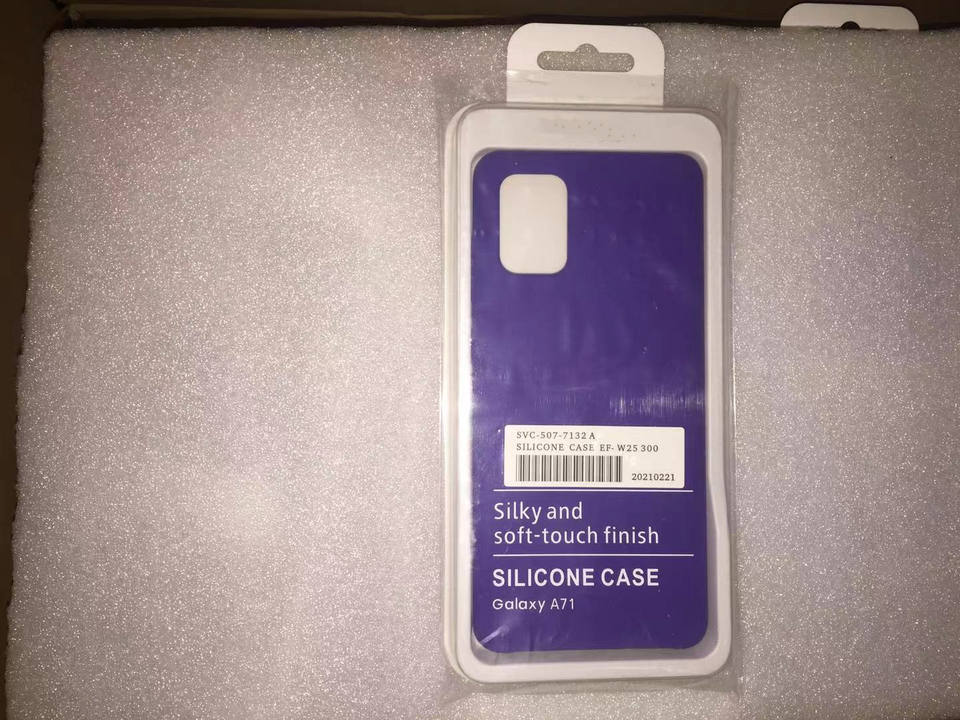 SVC-507-7132 A
SILICONE CASE EF- W25 300
20210221
Silky and
soft-touch finish
SILICONE CASE
Galaxy A71